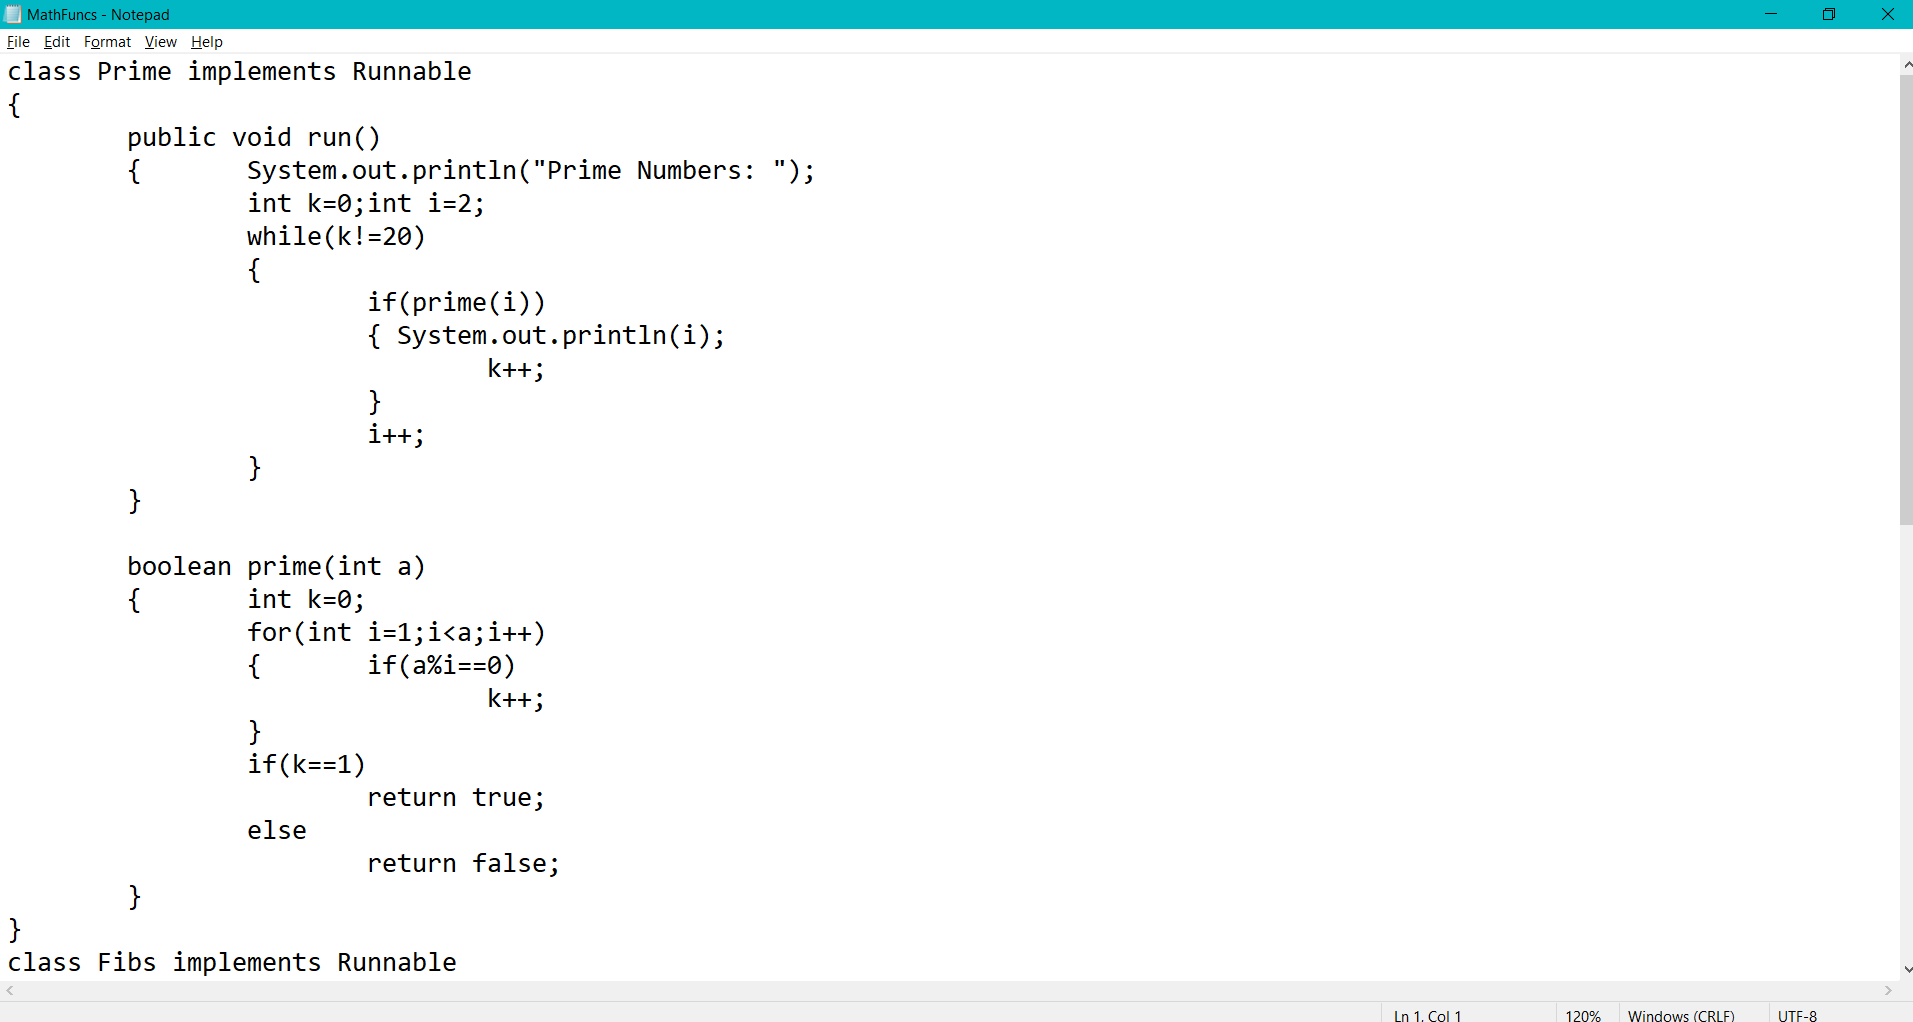 MathFuncs - Notepad
File Edit Format View Help
class Prime implements Runnable
{
        public void run()
        {       System.out.println("Prime Numbers: ");
                int k=0;int i=2;
                while(k!=20)
                {
                        if(prime(i))
                        { System.out.println(i);
                                k++;
                        }
                        i++;
                }
        }

        boolean prime(int a)
        {       int k=0;
                for(int i=1;i<a;i++)
                {       if(a%i==0)
                                k++;
                }
                if(k==1)
                        return true;
                else
                        return false;
        }
}
class Fibs implements Runnable
Ln 1, Col 1 120% Windows (CRLF) UTF-8